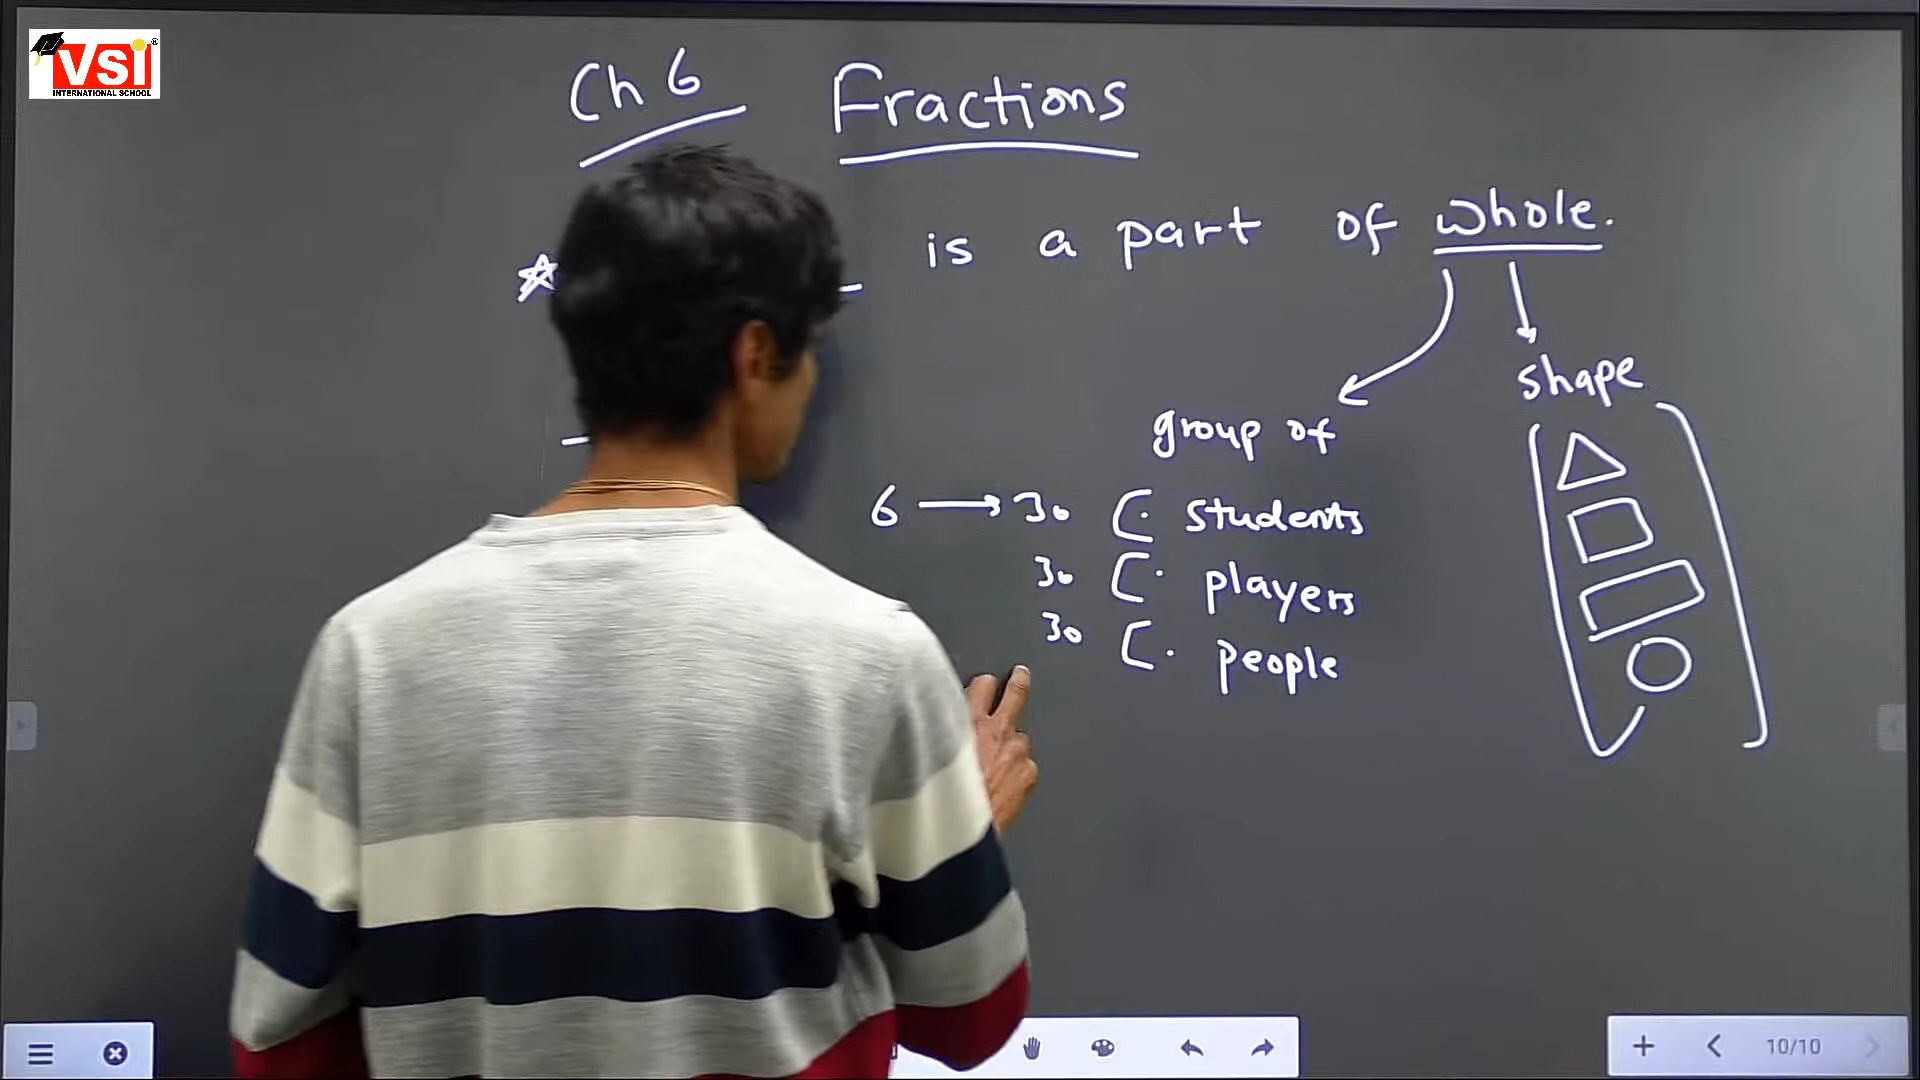 VSI
INTERNATIONAL SCHOOL
Ch 6 Fractions
is a part of whole.
shape
group of
6 → 30 students
30 players
30 people
10/10